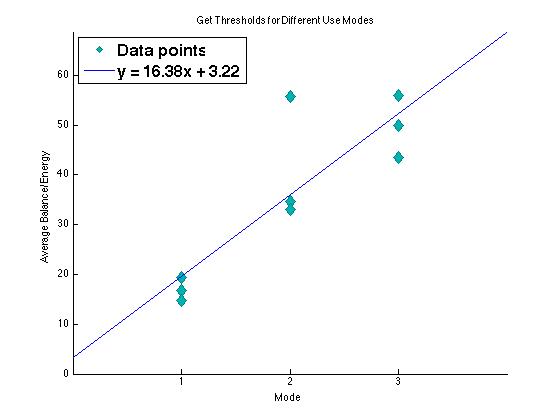 Get Thresholds for Different Use Modes
Data points
y = 16.38x + 3.22
60
50
40
30
20
10
0
Average Balance/Energy
1 2 3
Mode